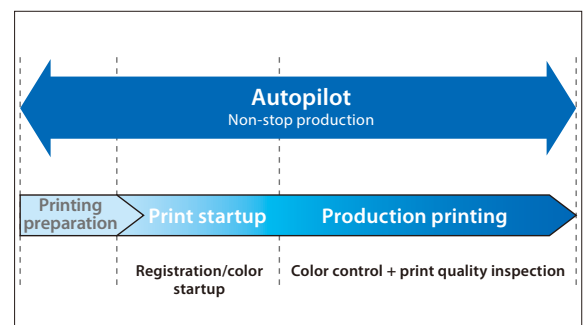 Autopilot
Non-stop production
Printing
preparation
Print startup
Production printing
Registration/color
startup
Color control + print quality inspection